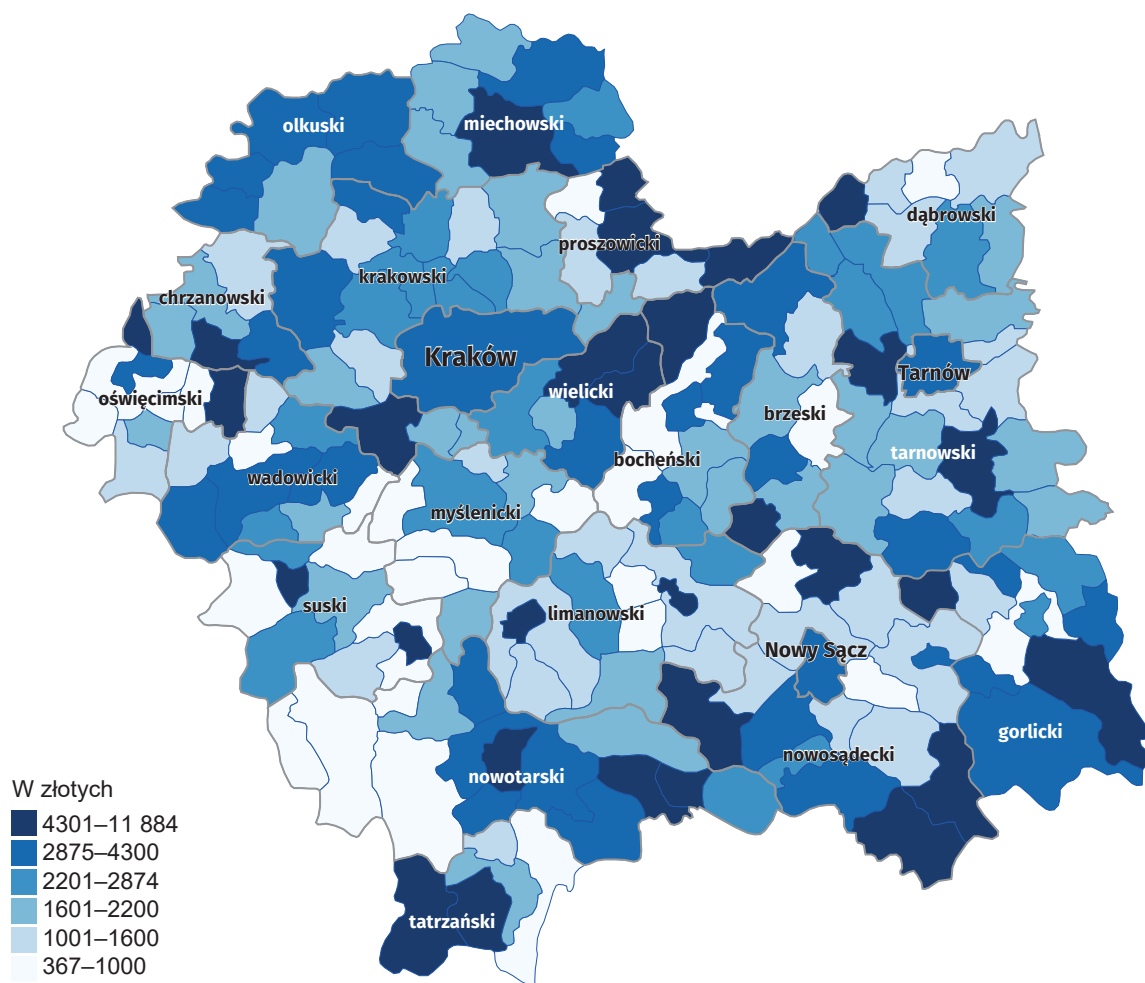 olkuski
miechowski
dąbrowski
proszowicki
krakowski
chrzanowski
Kraków
Tarnów
wielicki
oświęcimski
brzeski
tarnowski
bocheński
wadowicki
myślenicki
suski
limanowski
Nowy Sącz
gorlicki
nowosądecki
nowotarski
tatrzański
W złotych
4301–11 884
2875–4300
2201–2874
1601–2200
1001–1600
367–1000